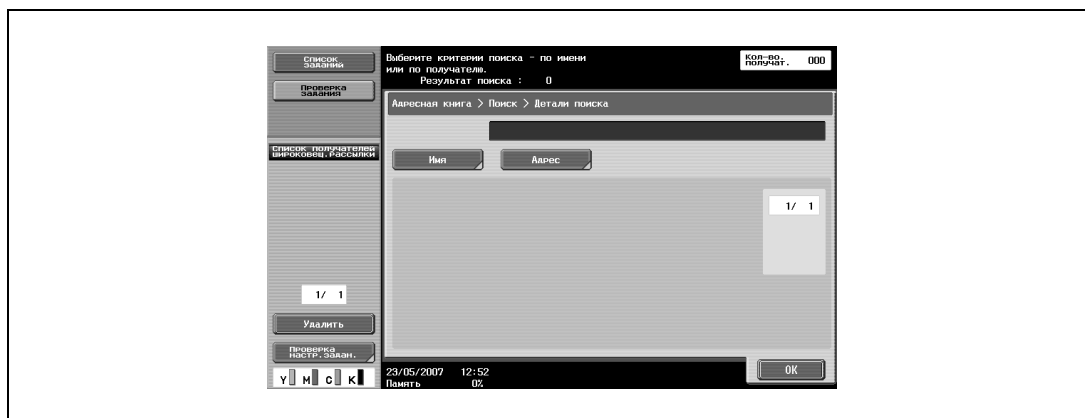 Список
заданий
Проверка
задания
Список получателей
широковещ.рассылки
1/ 1
Удалить
Проверка
настр.задан.
Y M C K
Выберите критерии поиска - по имени
или по получателю.
Результат поиска : 0
Кол-во.
получат. 000
Адресная книга > Поиск > Детали поиска
Имя Адрес
1/ 1
23/05/2007 12:52
Память 0%
OK